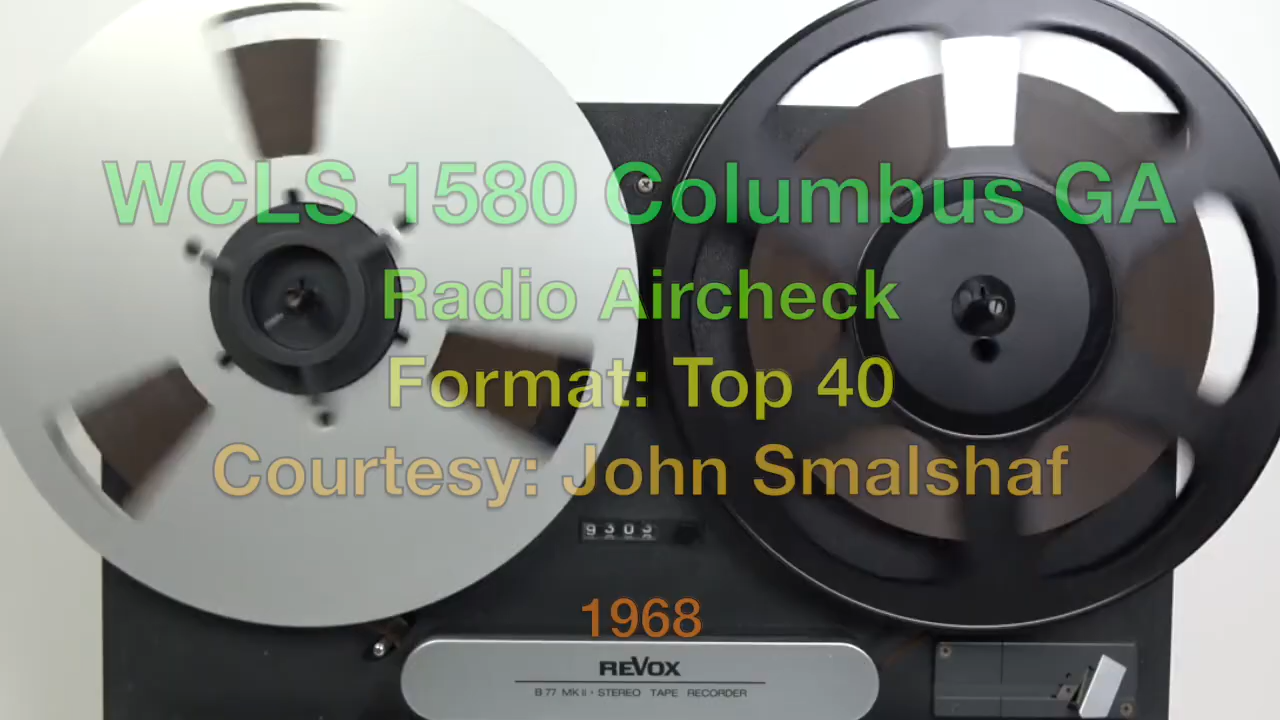 WCLS 1580 Columbus GA
Radio Aircheck
Format: Top 40
Courtesy: John Smalshaf
9303
1968
REVOX
B77 MK II · STEREO TAPE RECORDER